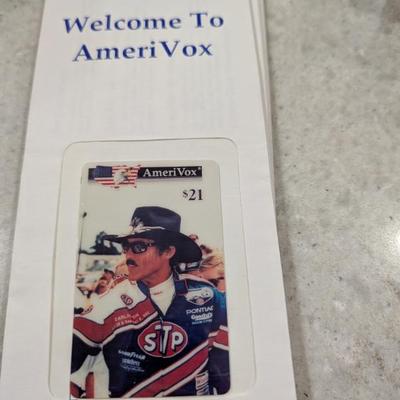 Welcome To
AmeriVox
AmeriVox
$21
PONTIAC
STP
GOODYEAR